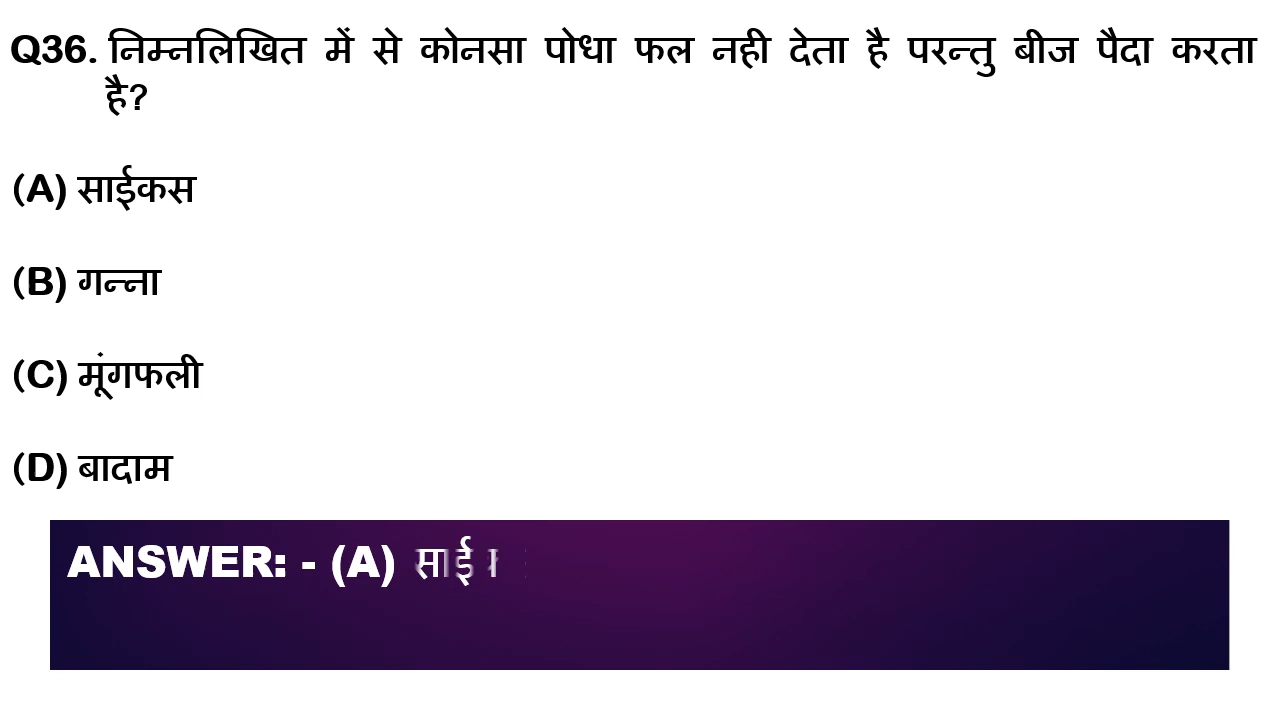 Q36. निम्नलिखित में से कोनसा पोधा फल नही देता है परन्तु बीज पैदा करता
है?
(A) साईकस
(B) गन्ना
(C) मूंगफली
(D) बादाम
ANSWER: - (A)